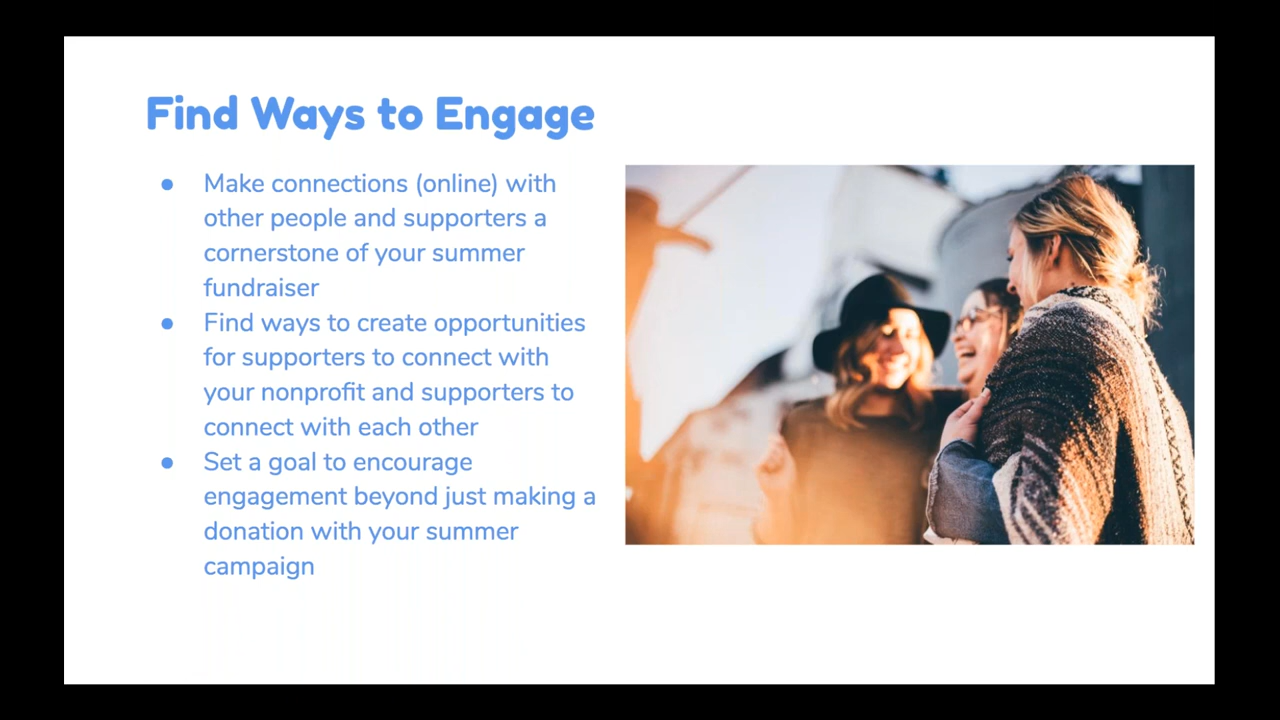 Find Ways to Engage
● Make connections (online) with
other people and supporters a
cornerstone of your summer
fundraiser
● Find ways to create opportunities
for supporters to connect with
your nonprofit and supporters to
connect with each other
● Set a goal to encourage
engagement beyond just making a
donation with your summer
campaign